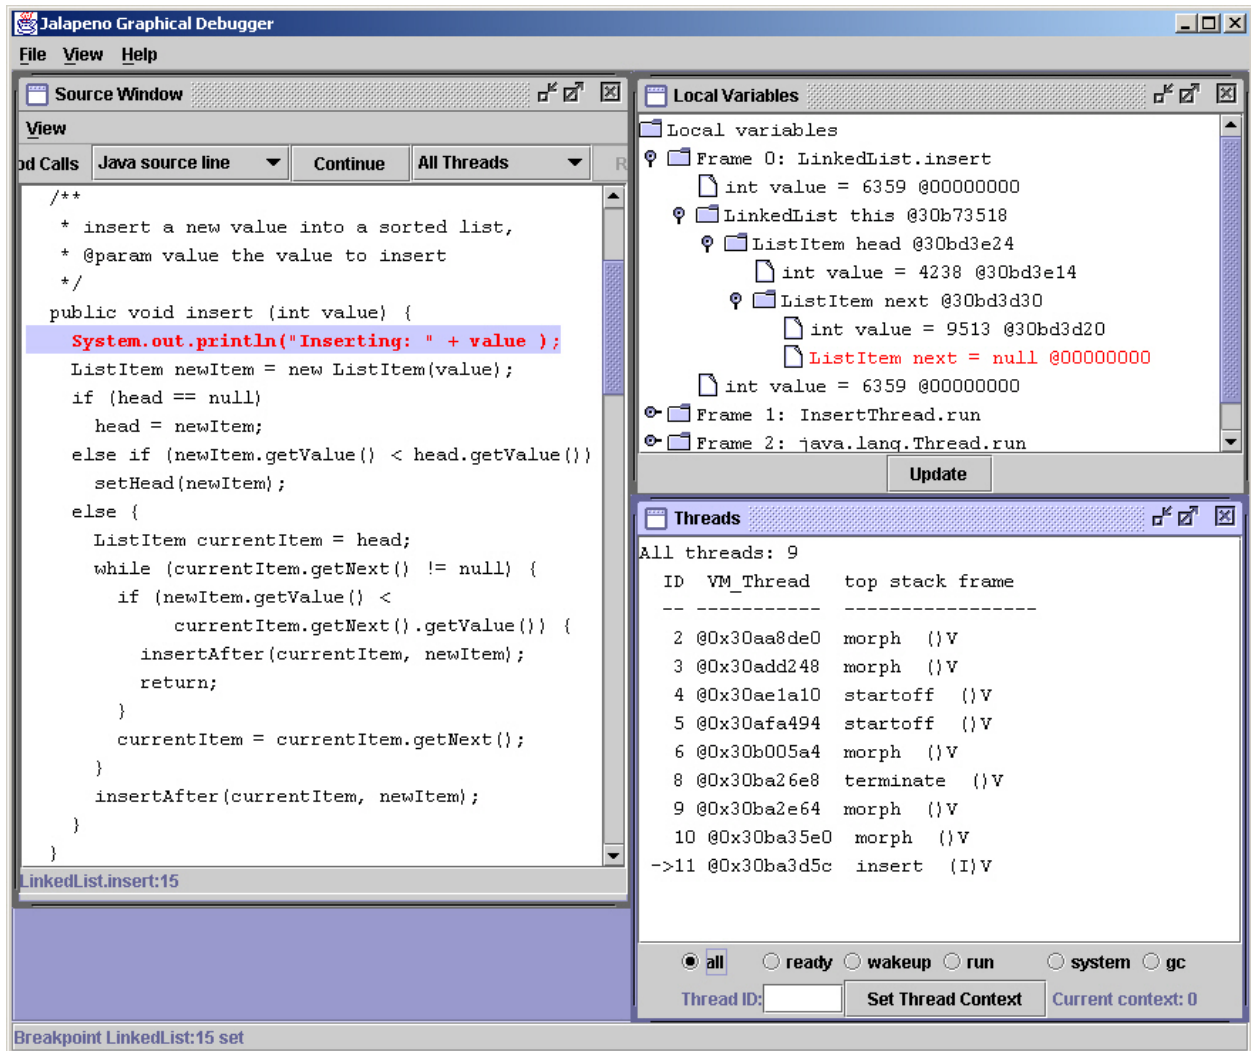 Jalapeno Graphical Debugger
File View Help
Source Window
View
od Calls Java source line Continue All Threads R
/**
* insert a new value into a sorted list,
* @param value the value to insert
*/
public void insert (int value) {
System.out.println("Inserting: " + value );
ListItem newItem = new ListItem(value);
if (head == null)
head = newItem;
else if (newItem.getValue() < head.getValue())
setHead(newItem);
else {
ListItem currentItem = head;
while (currentItem.getNext() != null) {
if (newItem.getValue() <
currentItem.getNext().getValue()) {
insertAfter(currentItem, newItem);
return;
}
currentItem = currentItem.getNext();
}
insertAfter(currentItem, newItem);
}
}
LinkedList.insert:15
Local Variables
Local variables
Frame 0: LinkedList.insert
int value = 6359 @00000000
LinkedList this @30b73518
ListItem head @30bd3e24
int value = 4238 @30bd3e14
ListItem next @30bd3d30
int value = 9513 @30bd3d20
ListItem next = null @00000000
int value = 6359 @00000000
Frame 1: InsertThread.run
Frame 2: java.lang.Thread.run
Update
Threads
All threads: 9
ID VM_Thread top stack frame
-- ----------- -----------------
2 @0x30aa8de0 morph ()V
3 @0x30add248 morph ()V
4 @0x30ae1a10 startoff ()V
5 @0x30afa494 startoff ()V
6 @0x30b005a4 morph ()V
8 @0x30ba26e8 terminate ()V
9 @0x30ba2e64 morph ()V
10 @0x30ba35e0 morph ()V
->11 @0x30ba3d5c insert (I)V
all ready wakeup run system gc
Thread ID: Set Thread Context Current context: 0
Breakpoint LinkedList:15 set